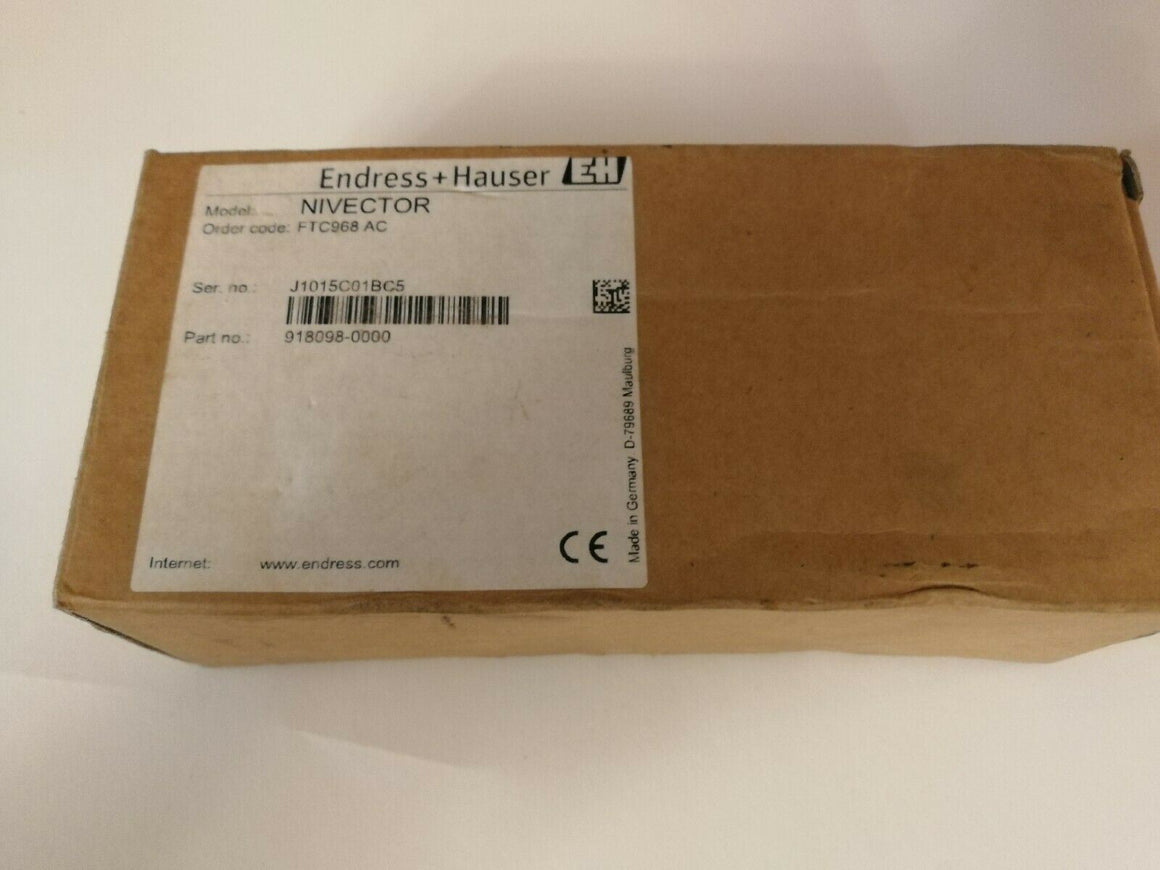 Endress+Hauser EH
Model: NIVECTOR
Order code: FTC968 AC
Ser. no.: J1015C01BC5
Part no.: 918098-0000
Made in Germany D-79689 Maulburg
CE
Internet: www.endress.com